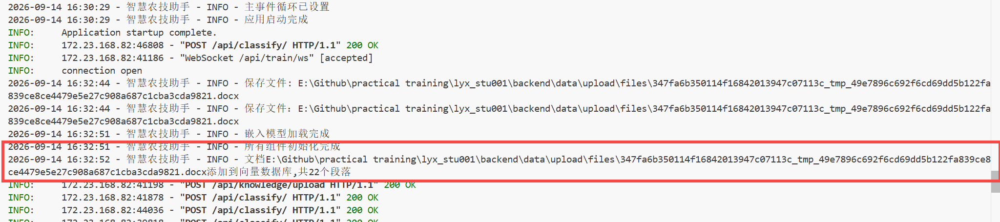 2026-09-14 16:30:29 - 智慧农技助手 - INFO - 主事件循环已设置
2026-09-14 16:30:29 - 智慧农技助手 - INFO - 应用启动完成
INFO:     Application startup complete.
INFO:     172.23.168.82:46808 - "POST /api/classify/ HTTP/1.1" 200 OK
INFO:     172.23.168.82:41186 - "WebSocket /api/train/ws" [accepted]
INFO:     connection open
2026-09-14 16:32:44 - 智慧农技助手 - INFO - 保存文件: E:\Github\practical training\lyx_stu001\backend\data\upload\files\347fa6b350114f16842013947c07113c_tmp_49e7896c692f6cd69dd5b122fa
839ce8ce4479e5e27c908a687c1cba3cda9821.docx
2026-09-14 16:32:44 - 智慧农技助手 - INFO - 保存文件：E:\Github\practical training\lyx_stu001\backend\data\upload\files\347fa6b350114f16842013947c07113c_tmp_49e7896c692f6cd69dd5b122fa
839ce8ce4479e5e27c908a687c1cba3cda9821.docx
2026-09-14 16:32:51 - 智慧农技助手 - INFO - 嵌入模型加载完成
2026-09-14 16:32:51 - 智慧农技助手 - INFO - 所有组件初始化完成
2026-09-14 16:32:52 - 智慧农技助手 - INFO - 文档E:\Github\practical training\lyx_stu001\backend\data\upload\files\347fa6b350114f16842013947c07113c_tmp_49e7896c692f6cd69dd5b122fa839ce8
ce4479e5e27c908a687c1cba3cda9821.docx添加到向量数据库,共22个段落
INFO:     172.23.168.82:41198 - "POST /api/knowledge/upload HTTP/1.1" 200 OK
INFO:     172.23.168.82:41878 - "POST /api/classify/ HTTP/1.1" 200 OK
INFO:     172.23.168.82:44036 - "POST /api/classify/ HTTP/1.1" 200 OK
INFO:     172.23.168.82:39818 - "POST /api/classify/ HTTP/1.1" 200 OK